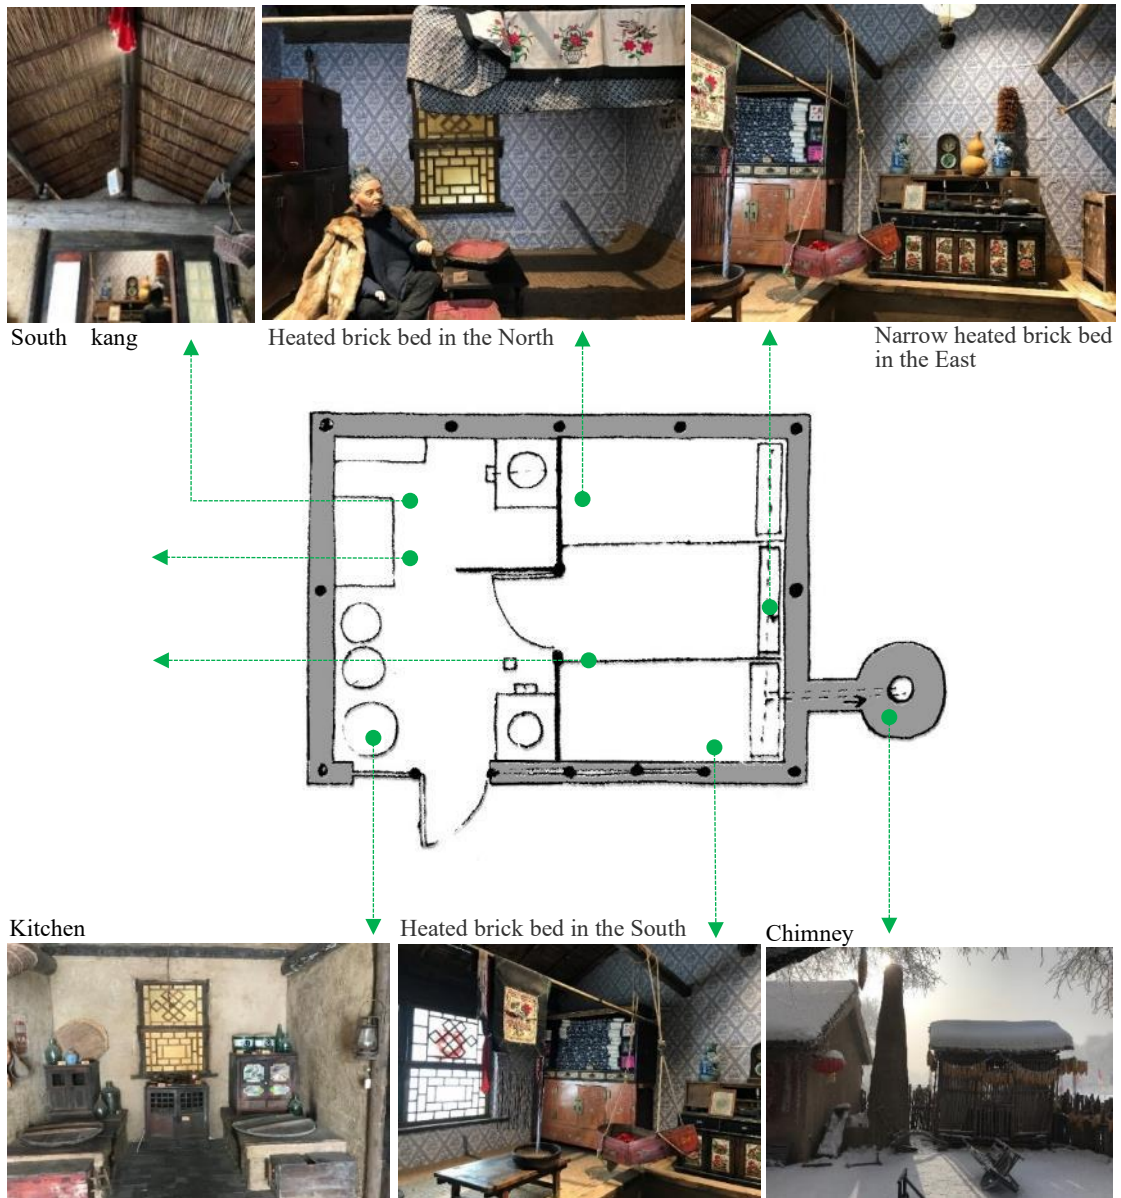 South kang
Heated brick bed in the North
Narrow heated brick bed
in the East
Kitchen
Heated brick bed in the South
Chimney